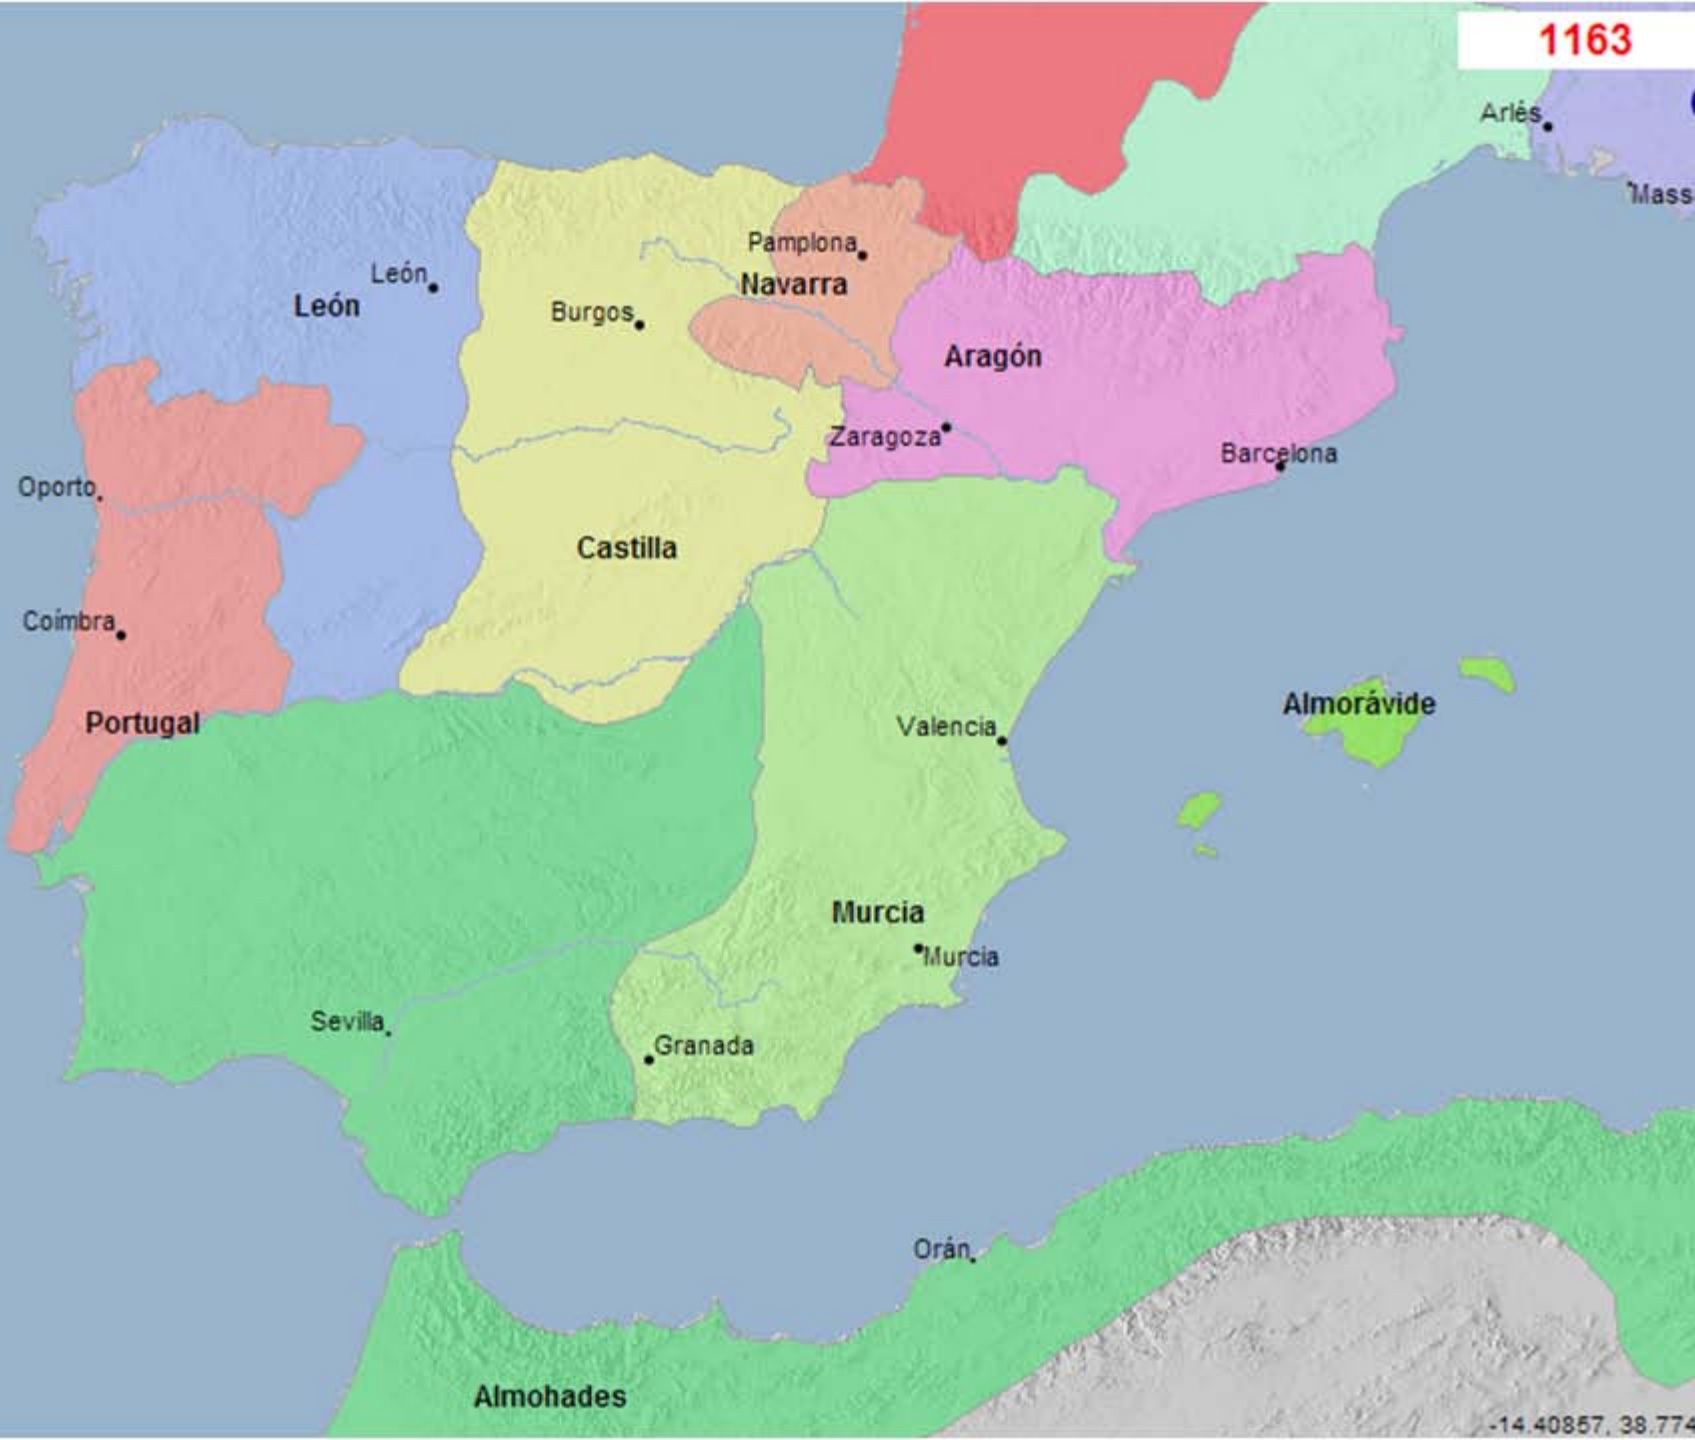 1163
Arlés
Mass
León
León
Pamplona
Navarra
Burgos
Aragón
Zaragoza
Barcelona
Oporto
Castilla
Coímbra
Portugal
Valencia
Almorávide
Murcia
Murcia
Sevilla
Granada
Orán
Almohades
-14.40857, 38.774